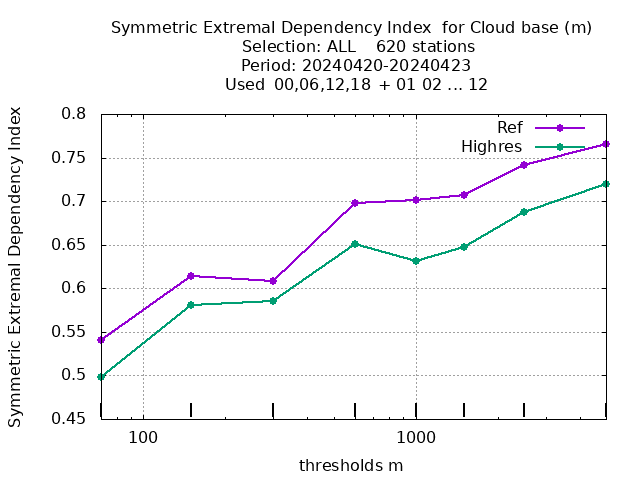 Symmetric Extremal Dependency Index  for Cloud base (m)
Selection: ALL    620 stations
Period: 20240420-20240423
Used  00,06,12,18 + 01 02 ... 12
Symmetric Extremal Dependency Index
0.8
0.75
0.7
0.65
0.6
0.55
0.5
0.45
Ref
Highres
100
1000
thresholds m